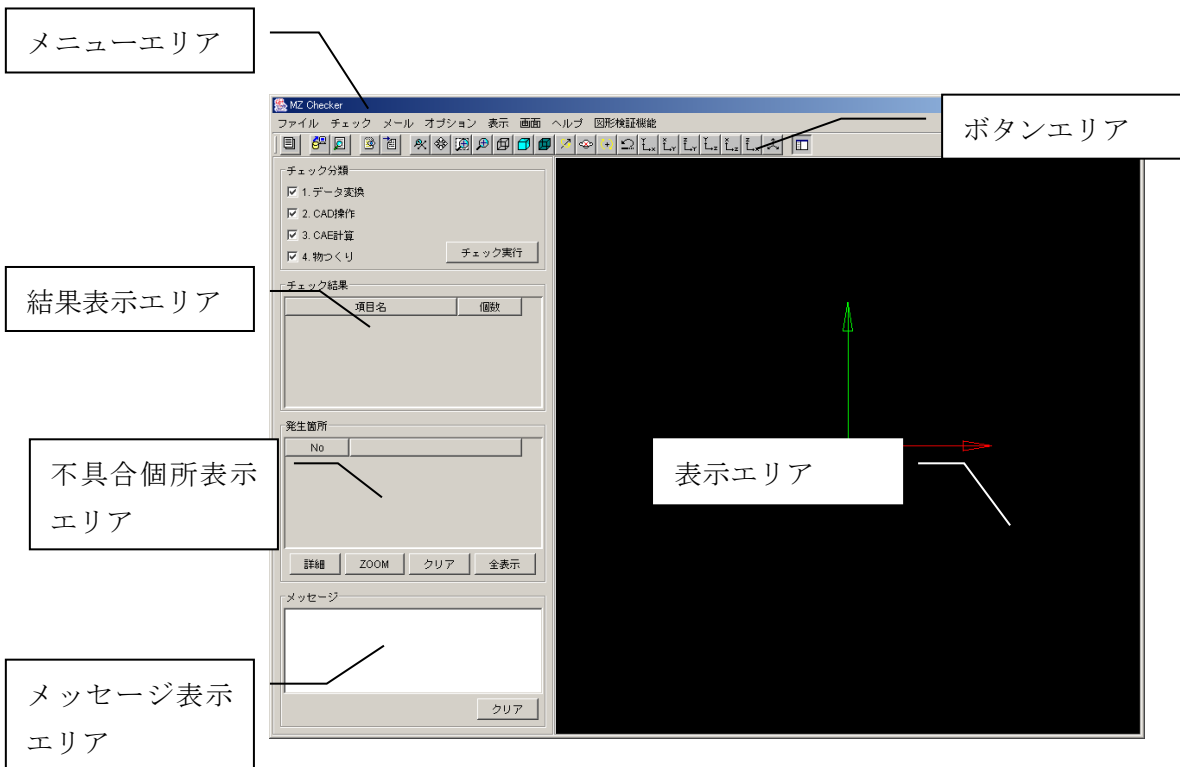 メニューエリア
MZ Checker
ファイル チェック メール オプション 表示 画面 ヘルプ 図形検証機能
ボタンエリア
チェック分類
1. データ変換
2. CAD操作
3. CAE計算
4. 物つくり
チェック実行
結果表示エリア
チェック結果
項目名 個数
発生箇所
No
不具合個所表示
エリア
表示エリア
詳細 ZOOM クリア 全表示
メッセージ
メッセージ表示
エリア
クリア